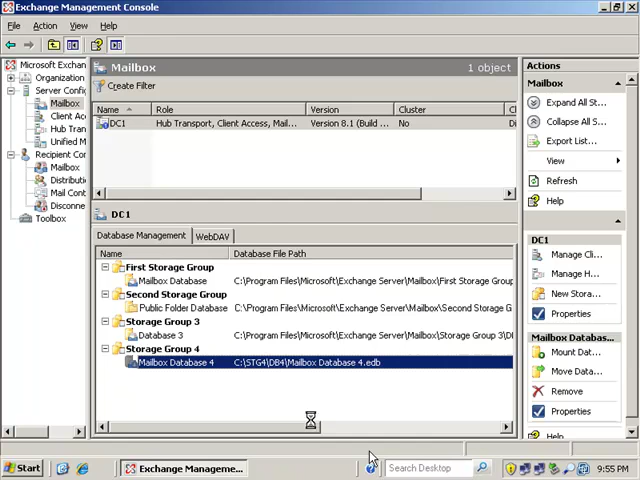 Exchange Management Console
File Action View Help
Microsoft Exchan
Organization
Server Config
Mailbox
Client Ac
Hub Tran
Unified M
Recipient Co
Mailbox
Distributi
Mail Cont
Disconne
Toolbox
Mailbox 1 object
Create Filter
Name Role Version Cluster
DC1 Hub Transport, Client Access, Mail... Version 8.1 (Build ... No
DC1
Database Management WebDAV
Name Database File Path
First Storage Group
Mailbox Database C:\Program Files\Microsoft\Exchange Server\Mailbox\First Storage Group
Second Storage Group
Public Folder Database C:\Program Files\Microsoft\Exchange Server\Mailbox\Second Storage G
Storage Group 3
Database 3 C:\Program Files\Microsoft\Exchange Server\Mailbox\Storage Group 3\D
Storage Group 4
Mailbox Database 4 C:\STG4\DB4\Mailbox Database 4.edb
Actions
Mailbox
Expand All St...
Collapse All S...
Export List...
View
Refresh
Help
DC1
Manage Cli...
Manage H...
New Stora...
Properties
Mailbox Databas...
Mount Dat...
Move Data...
Remove
Properties
Help
Start Exchange Manageme... Search Desktop 9:55 PM